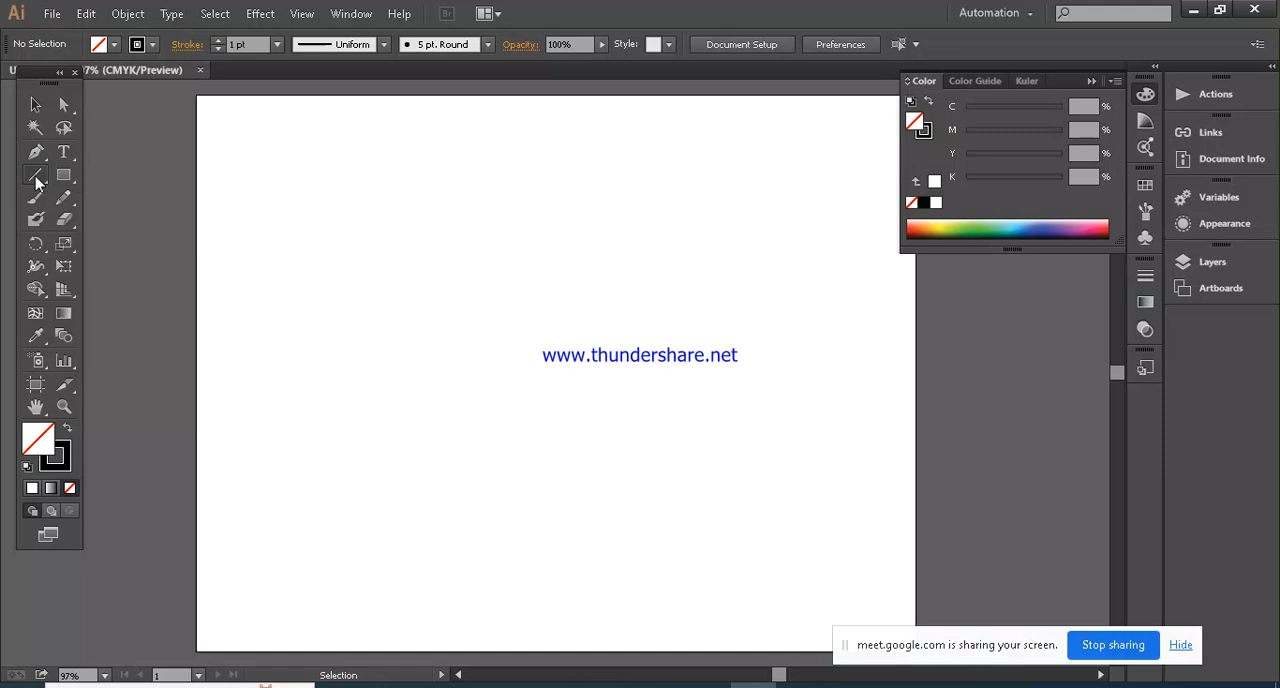 Ai File Edit Object Type Select Effect View Window Help Br Automation
No Selection Stroke: 1 pt Uniform 5 pt. Round Opacity: 100% Style: Document Setup Preferences
U 97% (CMYK/Preview) ×
Color Color Guide Kuler
C %
M %
Y %
K %
T
Actions
Links
Document Info
Variables
Appearance
Layers
Artboards
www.thundershare.net
meet.google.com is sharing your screen. Stop sharing Hide
97% 1 Selection